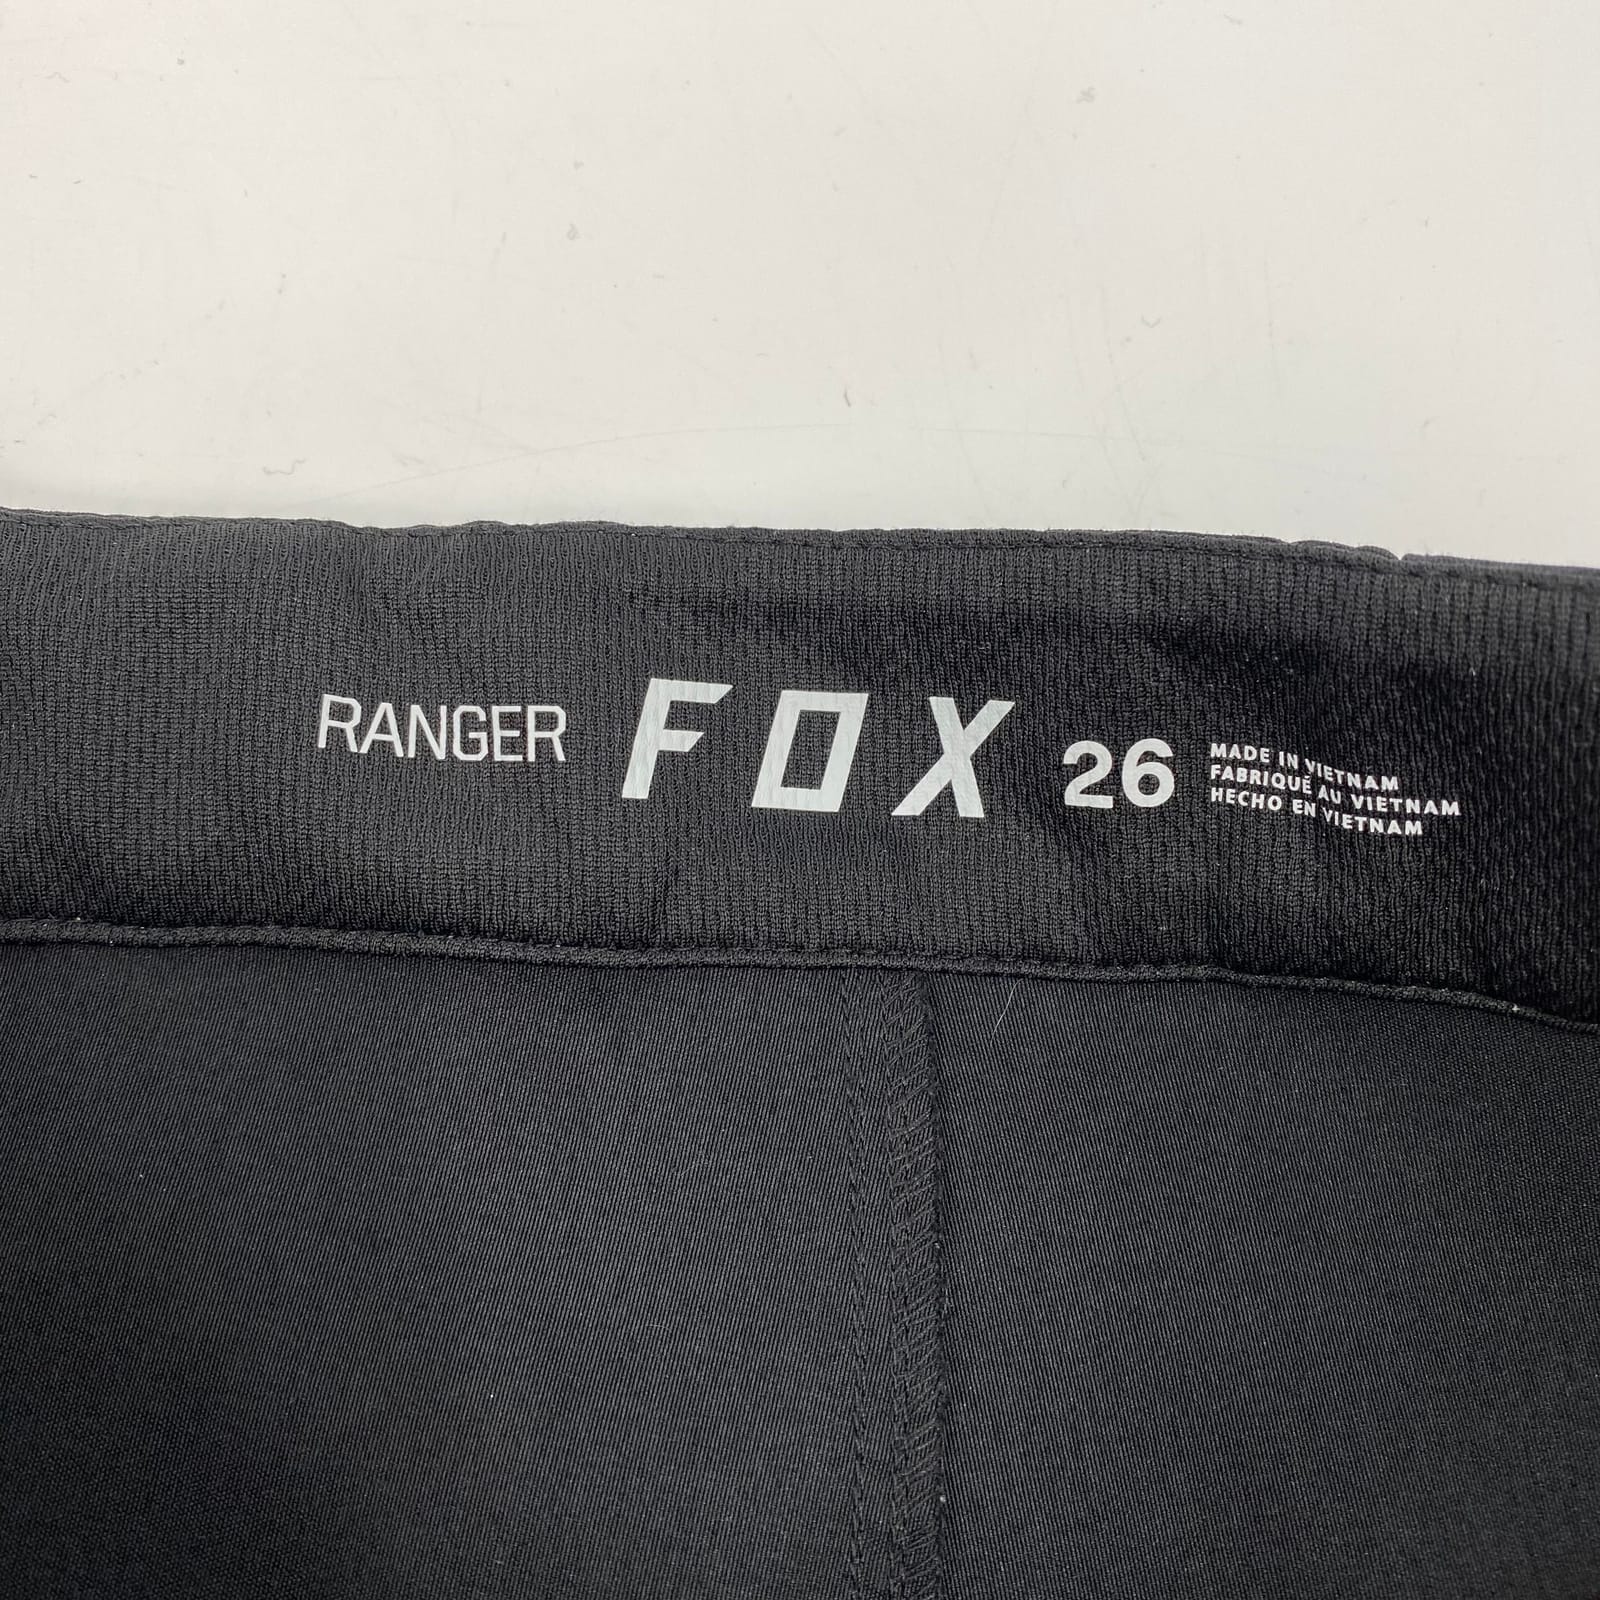 RANGER FOX 26
MADE IN VIETNAM
FABRIQUÉ AU VIETNAM
HECHO EN VIETNAM